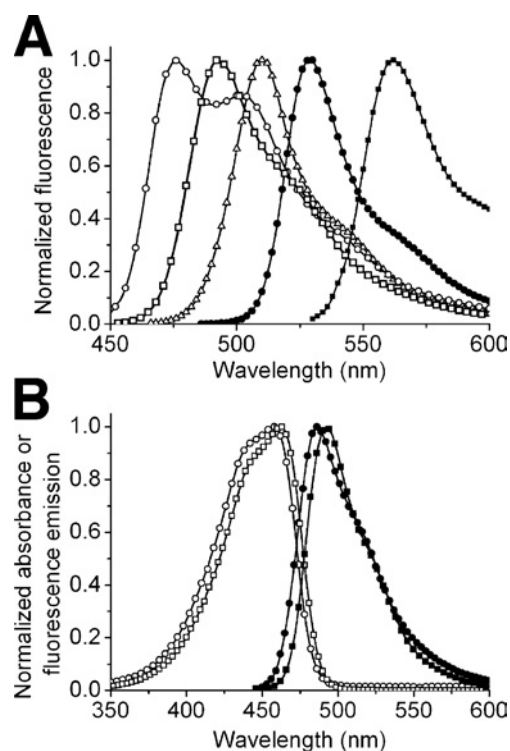 A
Normalized fluorescence
1.0
0.8
0.6
0.4
0.2
0.0
450 500 550 600
Wavelength (nm)
B
Normalized absorbance or
fluorescence emission
1.0
0.8
0.6
0.4
0.2
0.0
350 400 450 500 550 600
Wavelength (nm)